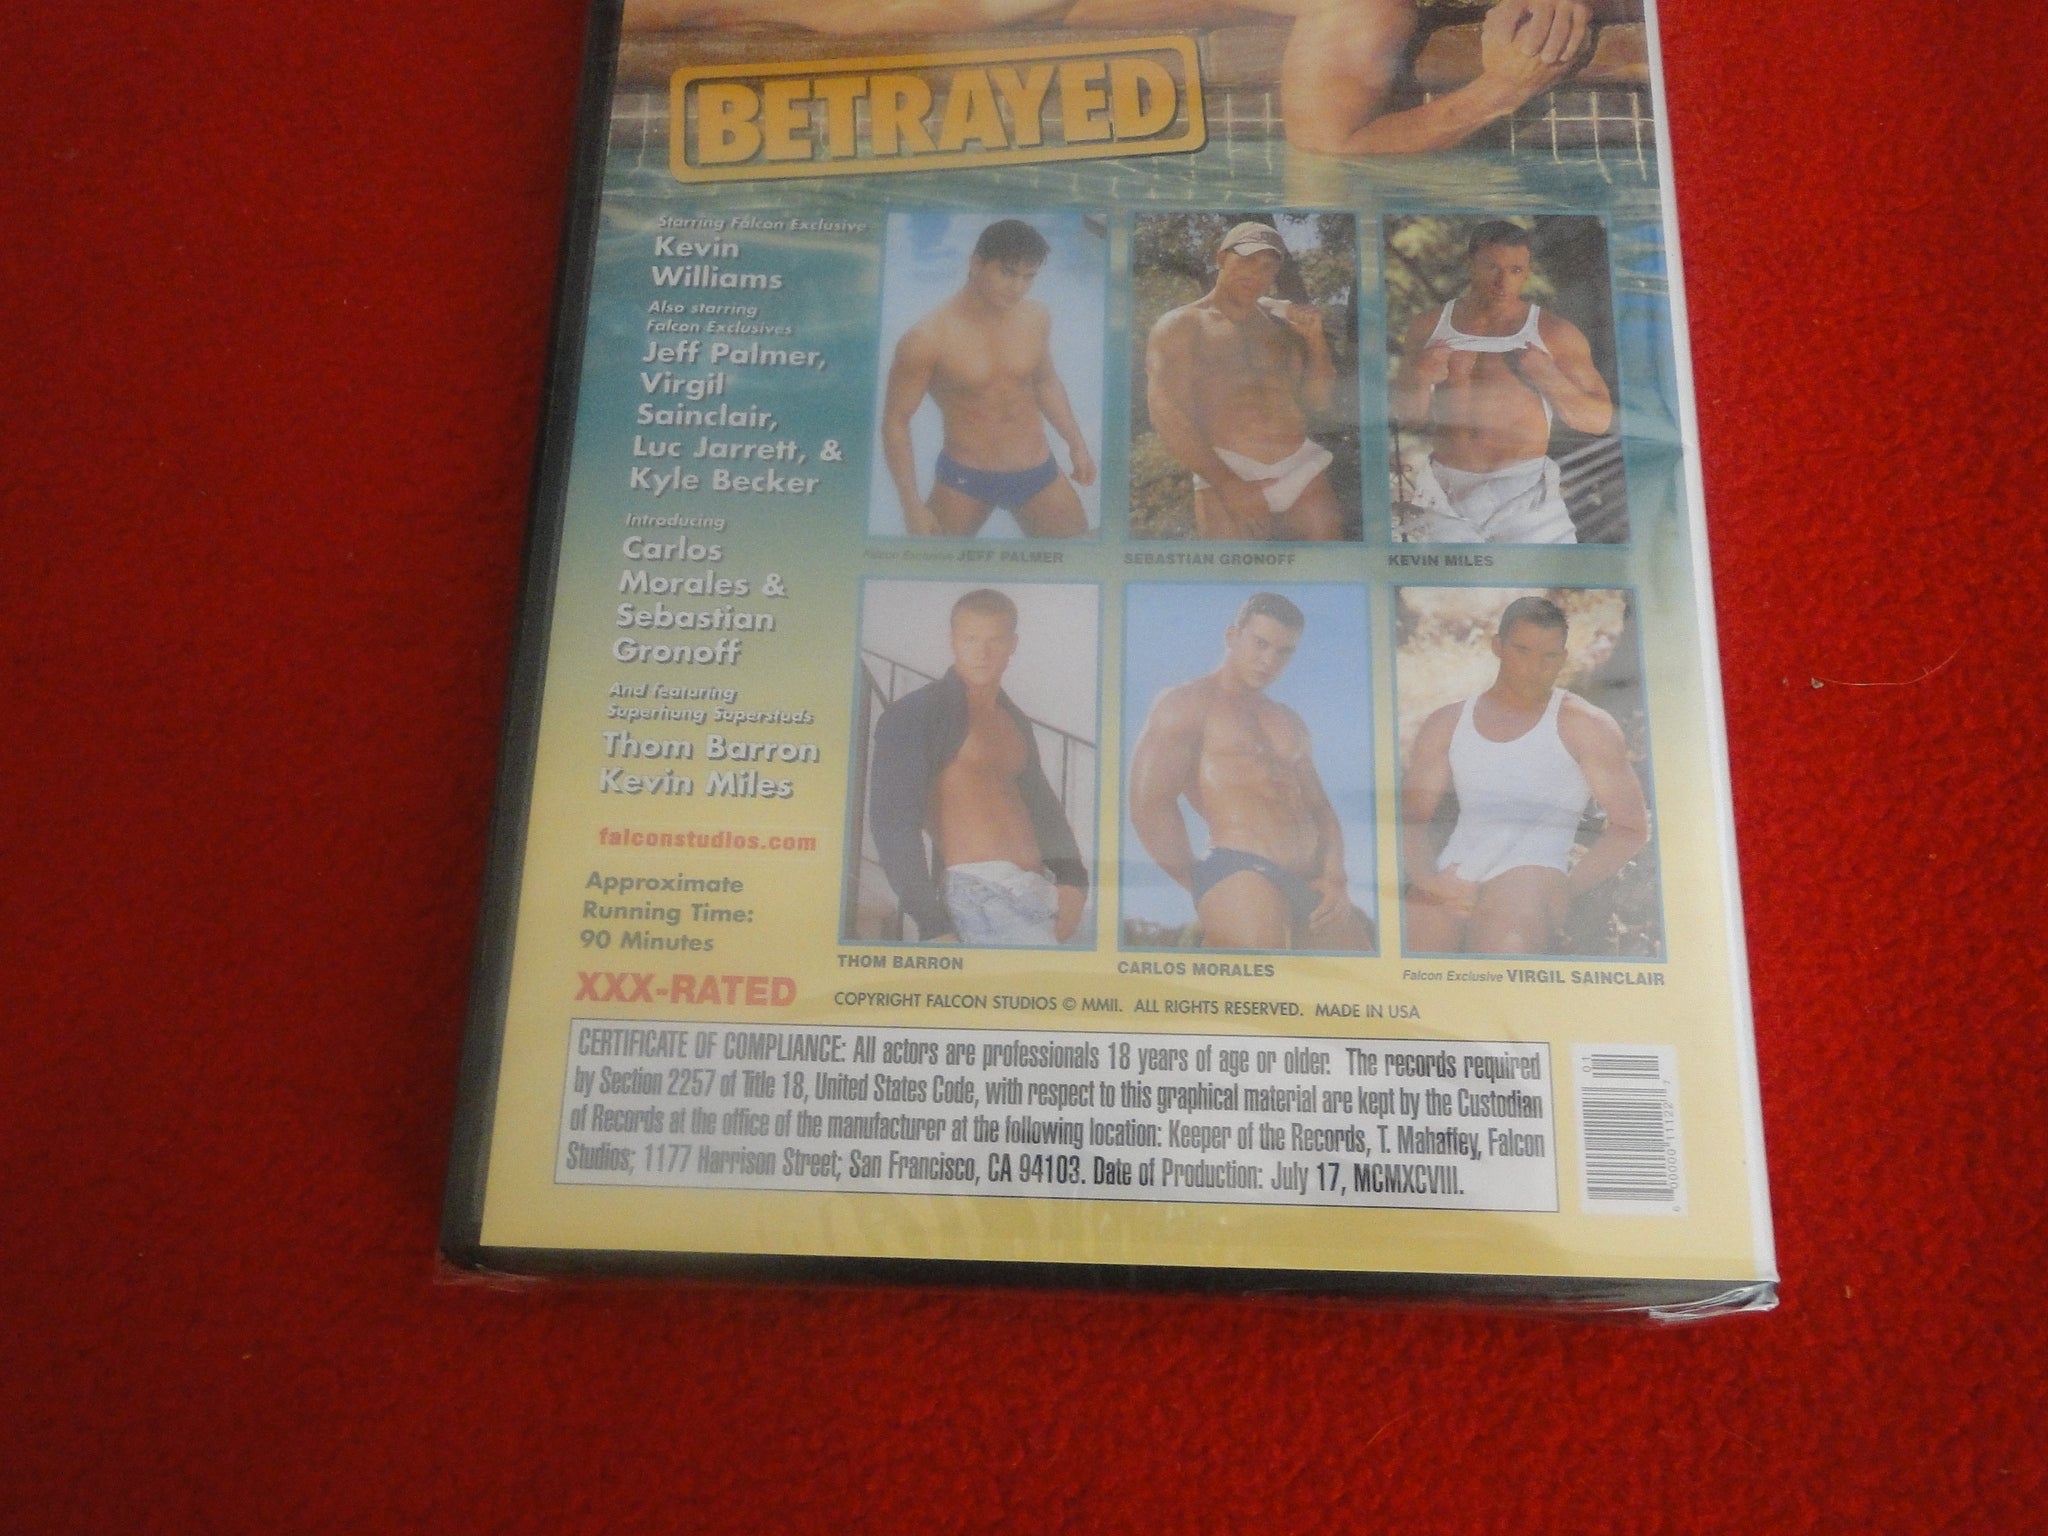 BETRAYED
Starring Falcon Exclusive
Kevin
Williams
Also starring
Falcon Exclusives
Jeff Palmer,
Virgil
Sainclair,
Luc Jarrett, &
Kyle Becker
Introducing
Carlos
Morales &
Sebastian
Gronoff
And featuring
Superhung Superstuds
Thom Barron
Kevin Miles
falconstudios.com
Approximate
Running Time:
90 Minutes
XXX-RATED
Falcon Exclusive JEFF PALMER
SEBASTIAN GRONOFF
KEVIN MILES
THOM BARRON
CARLOS MORALES
Falcon Exclusive VIRGIL SAINCLAIR
COPYRIGHT FALCON STUDIOS © MMII. ALL RIGHTS RESERVED. MADE IN USA
CERTIFICATE OF COMPLIANCE: All actors are professionals 18 years of age or older. The records required
by Section 2257 of Title 18, United States Code, with respect to this graphical material are kept by the Custodian
of Records at the office of the manufacturer at the following location: Keeper of the Records, T. Mahaffey, Falcon
Studios; 1177 Harrison Street; San Francisco, CA 94103. Date of Production: July 17, MCMXCVIII.
01
6 00000 11122 7